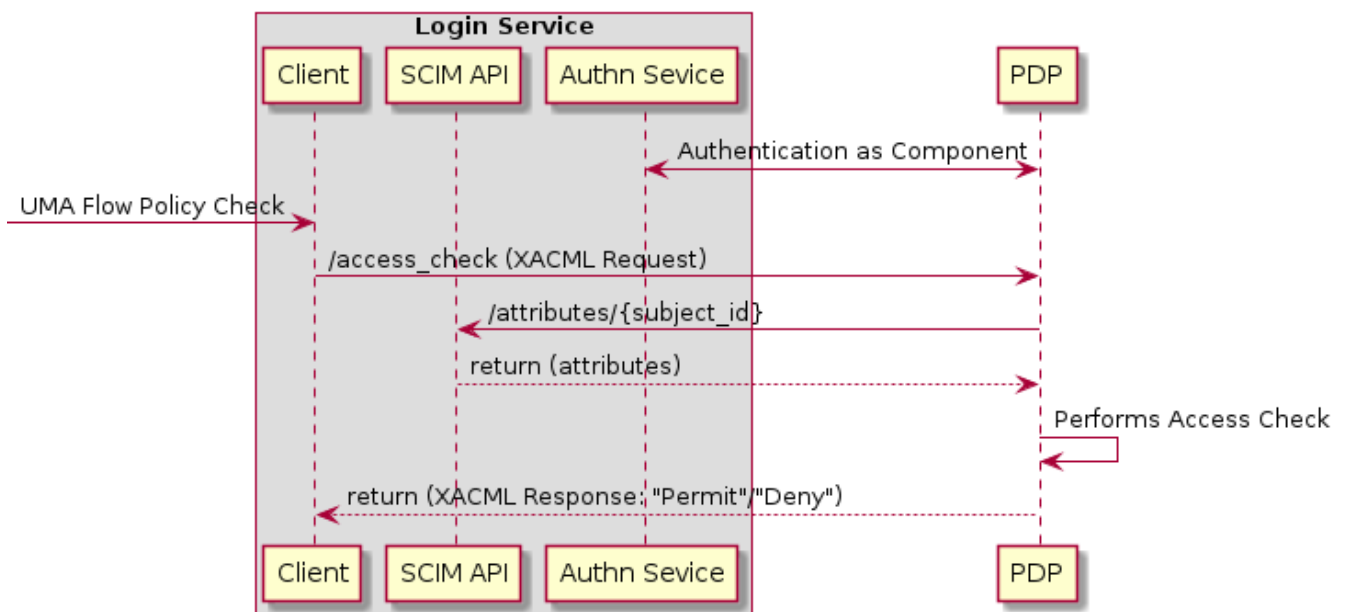 Login Service
Client
SCIM API
Authn Sevice
PDP
Authentication as Component
UMA Flow Policy Check
/access_check (XACML Request)
/attributes/{subject_id}
return (attributes)
Performs Access Check
return (XACML Response: "Permit"/"Deny")
Client
SCIM API
Authn Sevice
PDP